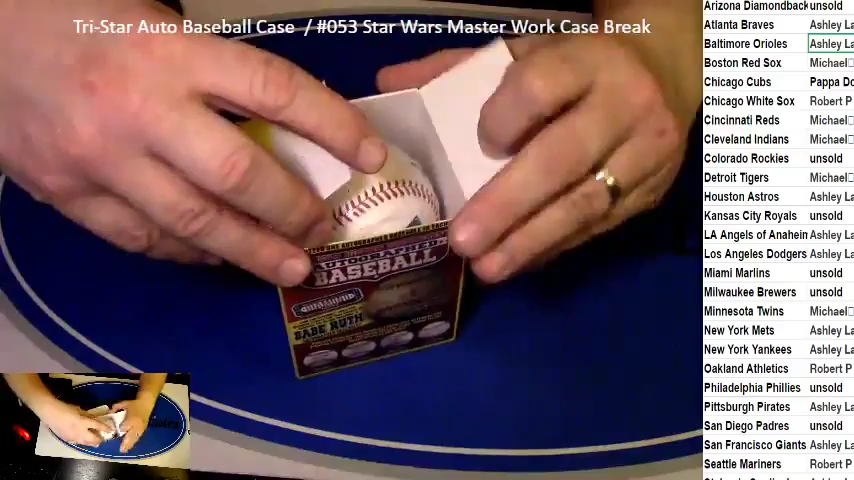 Tri-Star Auto Baseball Case / #053 Star Wars Master Work Case Break
AUTOGRAPHED
BASEBALL
BABE RUTH
Arizona Diamondback unsold
Atlanta Braves Ashley La
Baltimore Orioles Ashley La
Boston Red Sox Michael
Chicago Cubs Pappa Do
Chicago White Sox Robert P
Cincinnati Reds Michael
Cleveland Indians Michael
Colorado Rockies unsold
Detroit Tigers Michael
Houston Astros Ashley La
Kansas City Royals unsold
LA Angels of Anaheim Ashley La
Los Angeles Dodgers Ashley La
Miami Marlins unsold
Milwaukee Brewers unsold
Minnesota Twins Michael
New York Mets Ashley La
New York Yankees Ashley La
Oakland Athletics Robert P
Philadelphia Phillies unsold
Pittsburgh Pirates Ashley La
San Diego Padres unsold
San Francisco Giants Ashley La
Seattle Mariners Robert P